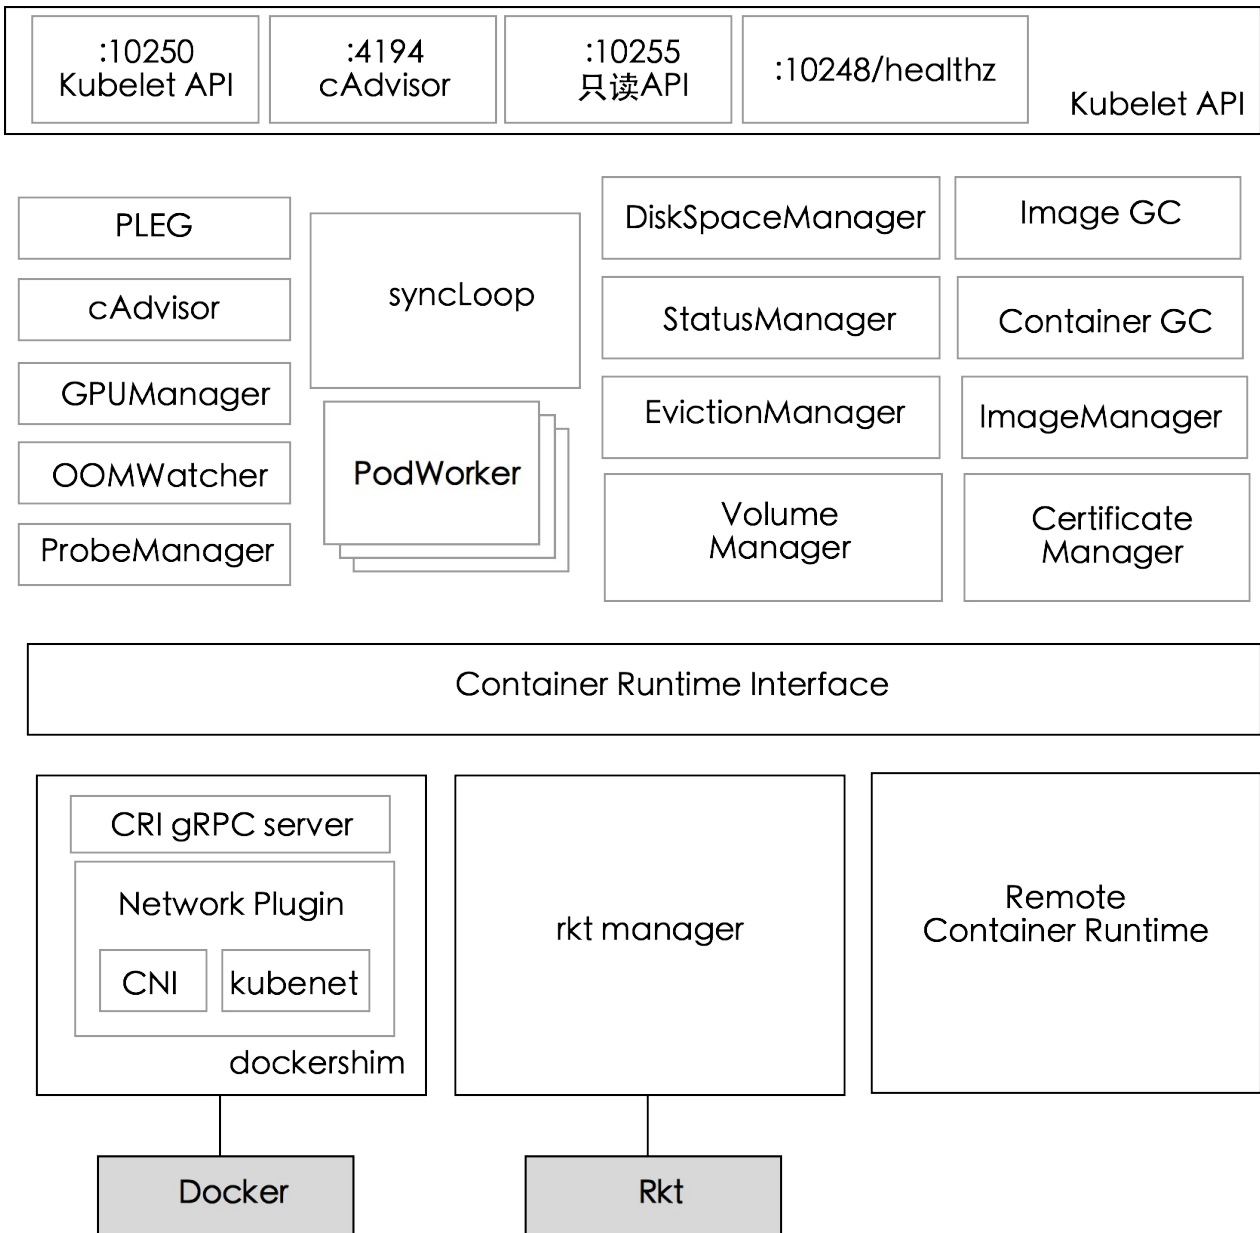 :10250
Kubelet API
:4194
cAdvisor
:10255
只读API
:10248/healthz
Kubelet API
PLEG
cAdvisor
GPUManager
OOMWatcher
ProbeManager
syncLoop
PodWorker
DiskSpaceManager
StatusManager
EvictionManager
Volume
Manager
Image GC
Container GC
ImageManager
Certificate
Manager
Container Runtime Interface
CRI gRPC server
Network Plugin
CNI
kubenet
dockershim
rkt manager
Remote
Container Runtime
Docker
Rkt